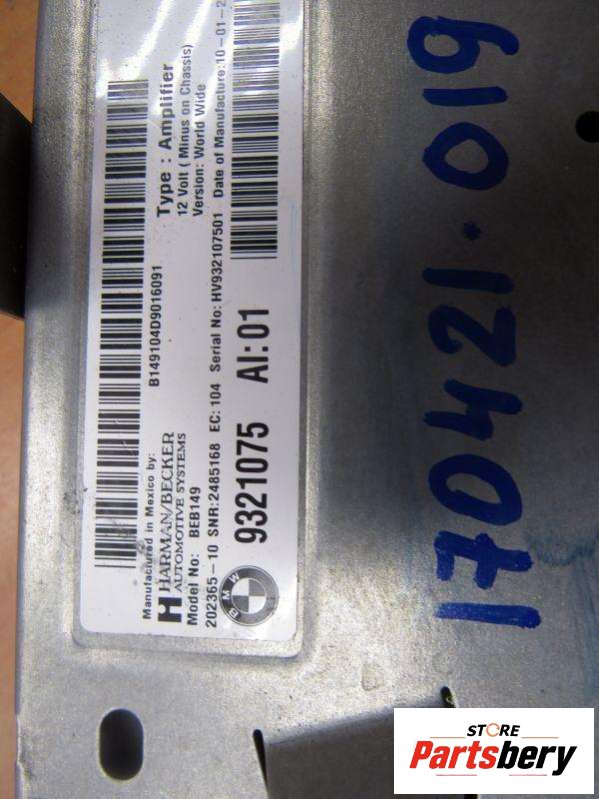 Manufactured in Mexico by:
HARMAN/BECKER
AUTOMOTIVE SYSTEMS
Model No: BEB149
202365-10 SNR:2485168 EC: 104 Serial No: HV932107501 Date of Manufacture:10-01-2
BMW
9321075 AI: 01
B149104D9016091
Type : Amplifier
12 Volt ( Minus on Chassis)
Version: World Wide
170421.019
STORE
Partsbery